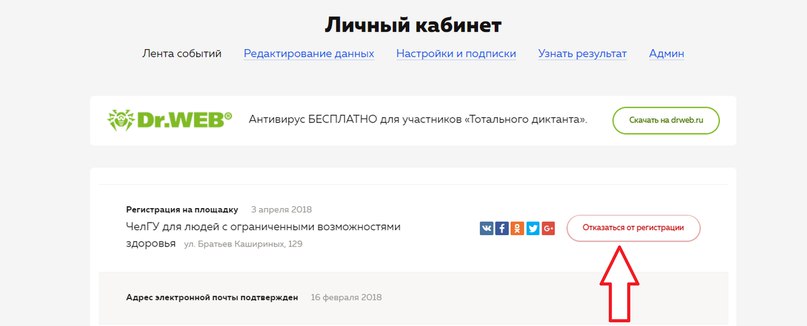 Личный кабинет
Лента событий Редактирование данных Настройки и подписки Узнать результат Админ
Dr.WEB® Антивирус БЕСПЛАТНО для участников «Тотального диктанта». Скачать на drweb.ru
Регистрация на площадку 3 апреля 2018
ЧелГУ для людей с ограниченными возможностями
здоровья ул. Братьев Кашириных, 129
Отказаться от регистрации
Адрес электронной почты подтвержден 16 февраля 2018